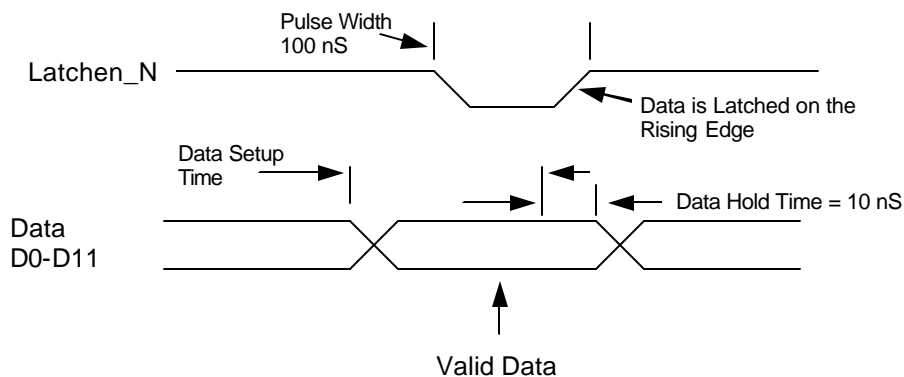 Pulse Width
100 nS
Latchen_N
Data is Latched on the
Rising Edge
Data Setup
Time
Data Hold Time = 10 nS
Data
D0-D11
Valid Data